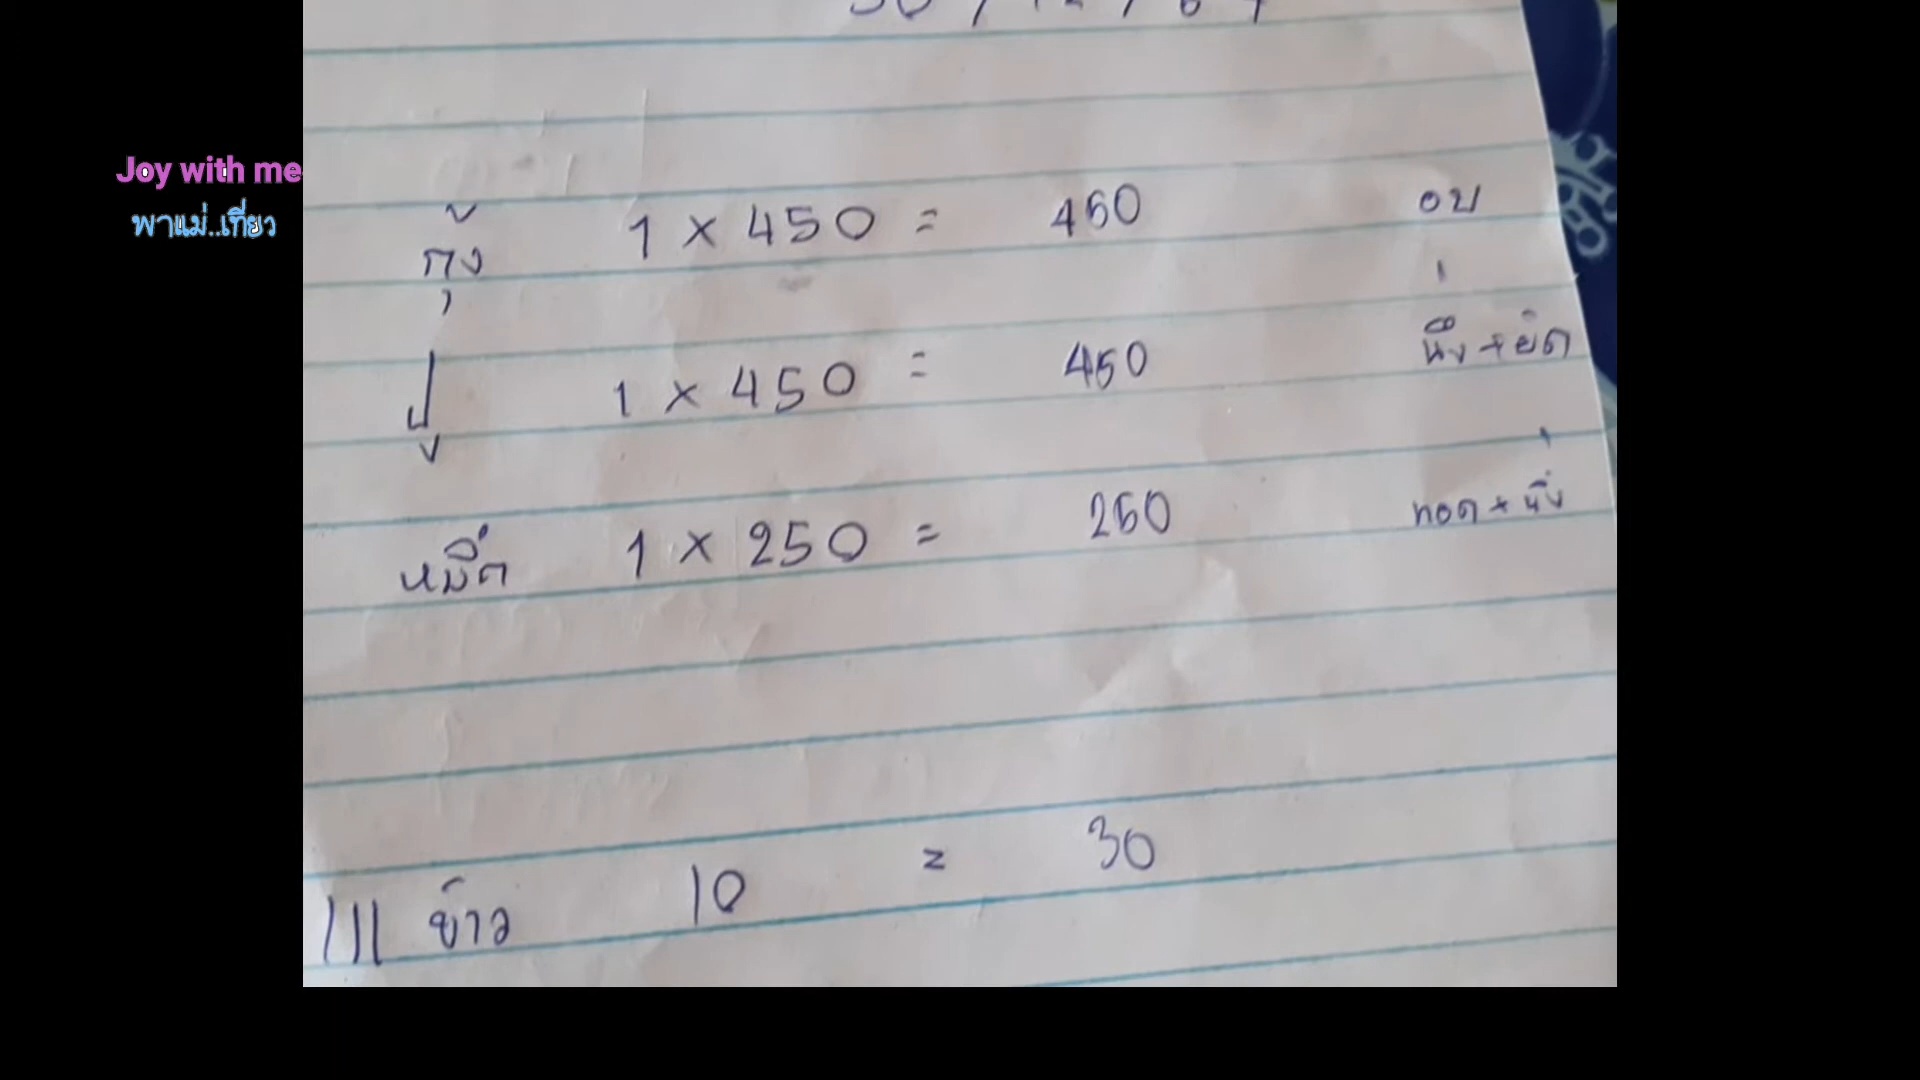 Joy with me
พาแม่..เที่ยว
กุ้ง 1 x 450 = 450 อบ
ปู 1 x 450 = 450 นึ่ง + ผัด
หมึก 1 x 250 = 250 ทอด + นึ่ง
||| ข้าว 10 = 30